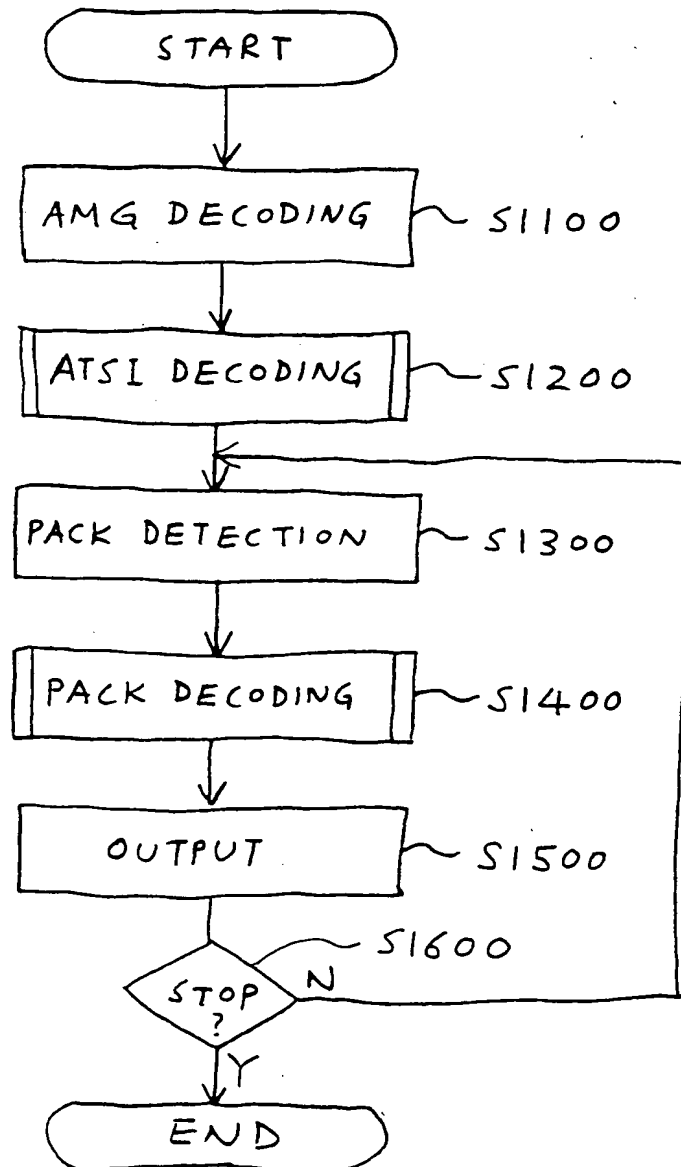 START
AMG DECODING S1100
ATSI DECODING S1200
PACK DETECTION S1300
PACK DECODING S1400
OUTPUT S1500
S1600
STOP ? N
Y
END